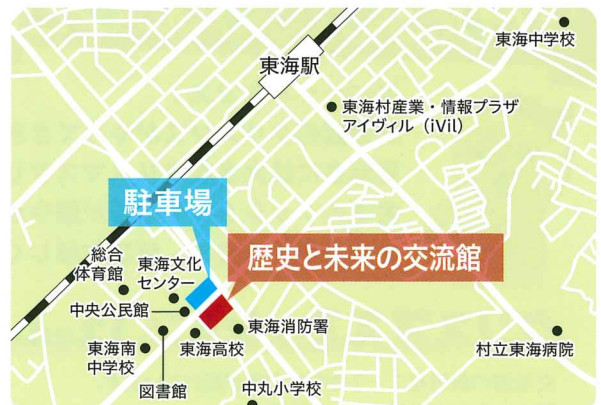 東海中学校
東海駅
東海村産業・情報プラザ
アイヴィル（iVil）
駐車場
歴史と未来の交流館
総合
体育館
東海文化
センター
中央公民館
東海消防署
東海南
中学校
東海高校
図書館
村立東海病院
中丸小学校